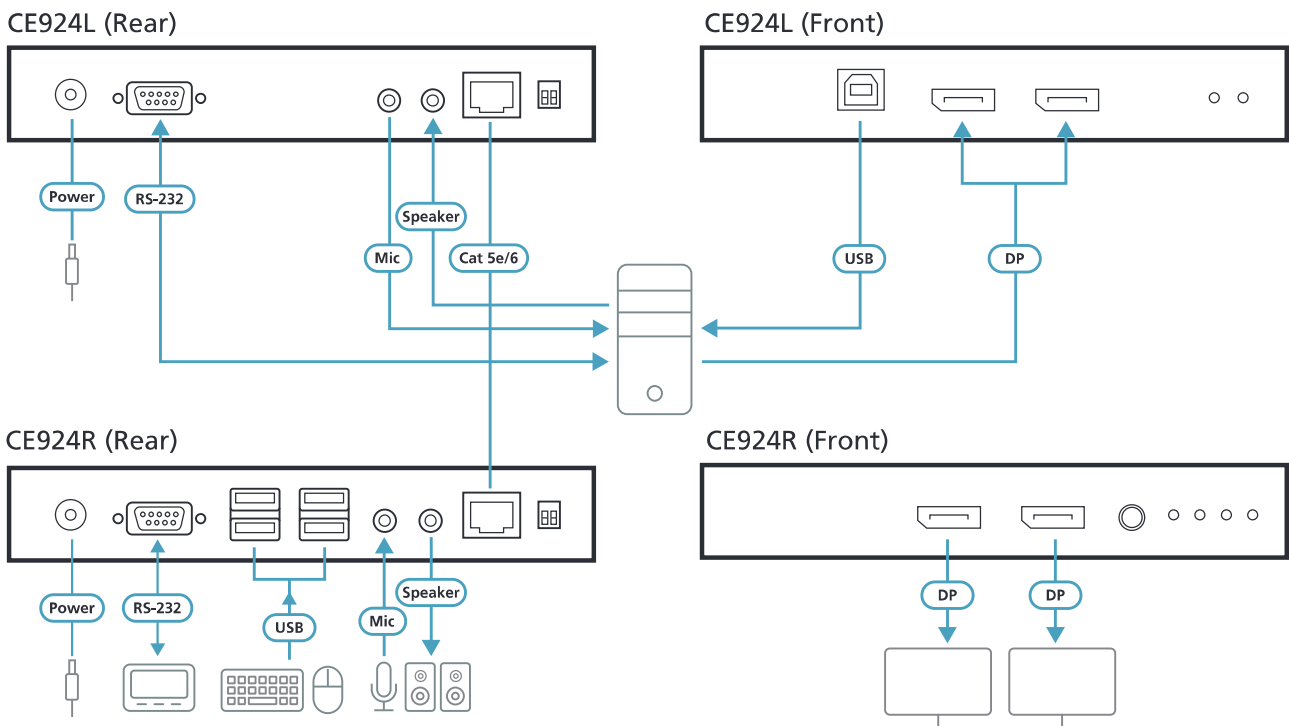 CE924L (Rear)
CE924L (Front)
Power
RS-232
Speaker
Mic
Cat 5e/6
USB
DP
CE924R (Rear)
CE924R (Front)
Power
RS-232
USB
Mic
Speaker
DP
DP